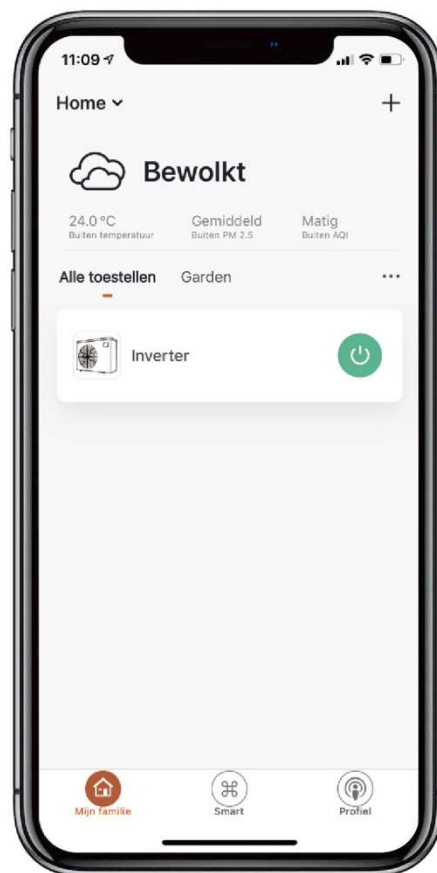 11:09
Home
Bewolkt
24.0 °C Gemiddeld Matig
Buiten temperatuur Buiten PM 2.5 Buiten AQI
Alle toestellen Garden ...
Inverter
Mijn familie Smart Profiel